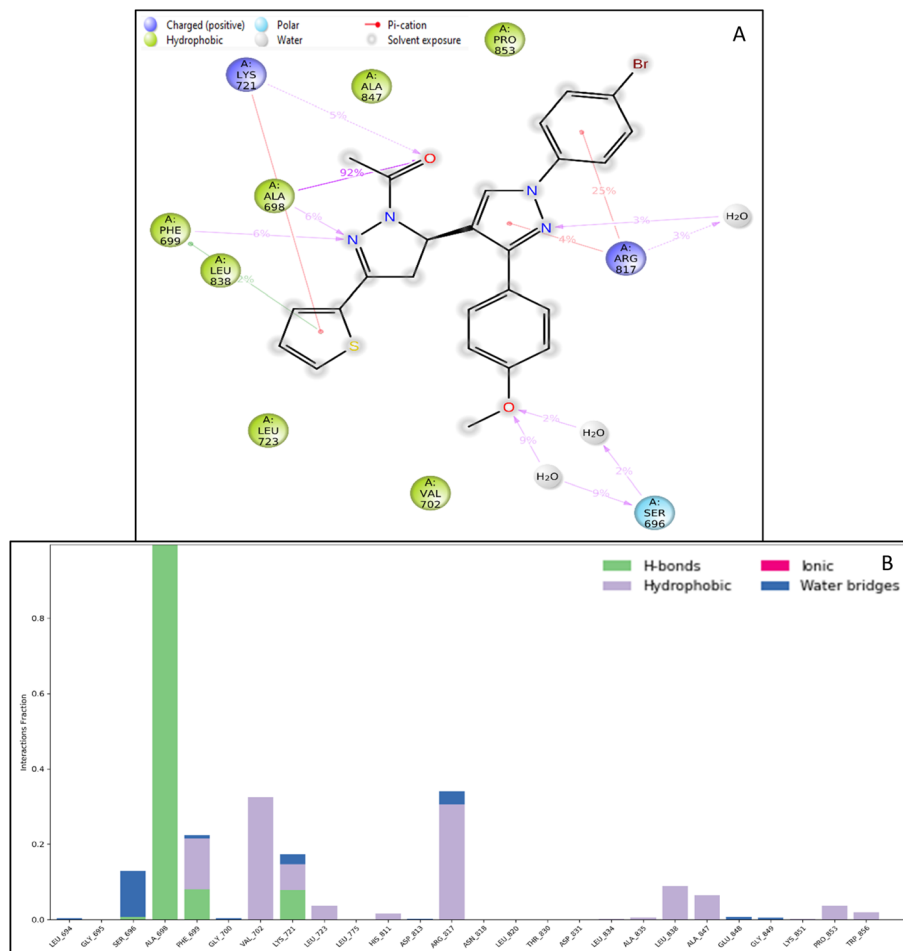 Charged (positive) Polar Pi-cation
Hydrophobic Water Solvent exposure
A
A:
PRO
853
A:
LYS
721
A:
ALA
847
Br
5%
O
92%
25%
A:
ALA
698
6%
N
N
N
N
3%
H₂O
A:
PHE
699
6%
4%
3%
A:
ARG
817
A:
LEU
838
2%
S
A:
LEU
723
O
2%
H₂O
9%
H₂O
2%
9%
A:
VAL
702
A:
SER
696
B
H-bonds Ionic
Hydrophobic Water bridges
Interactions Fraction
0.8
0.6
0.4
0.2
0.0
LEU_694 GLY_695 SER_696 ALA_698 PHE_699 GLY_700 VAL_702 LYS_721 LEU_723 LEU_775 HIS_811 ASP_813 ARG_817 ASN_818 LEU_820 THR_830 ASP_831 LEU_834 ALA_835 LEU_838 ALA_847 GLU_848 GLY_849 LYS_851 PRO_853 TRP_856